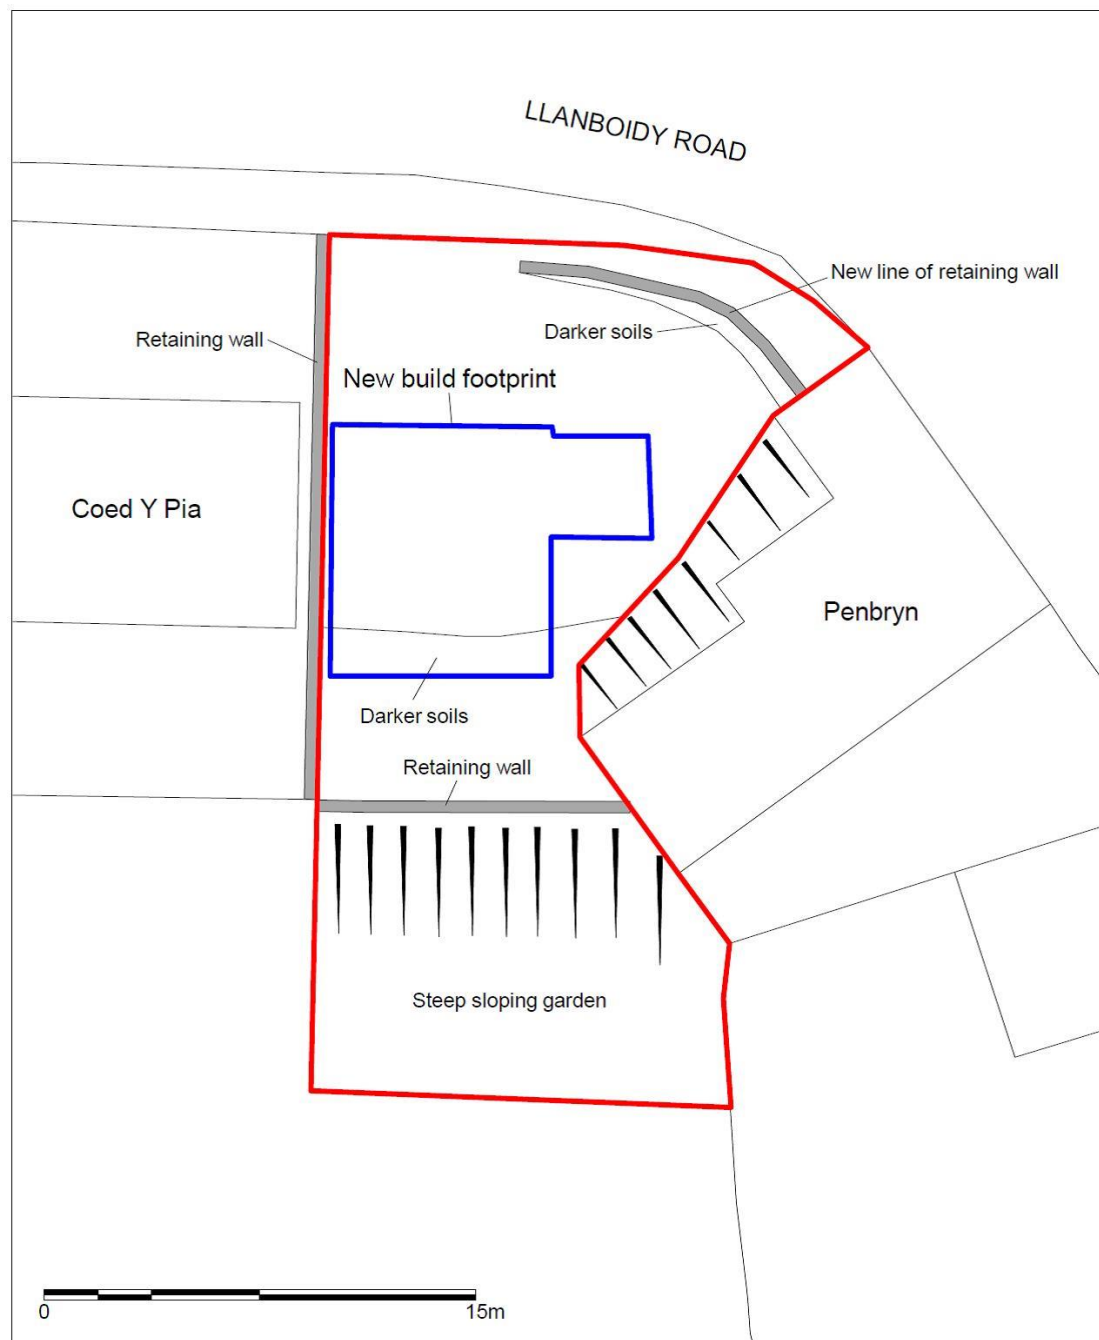 LLANBOIDY ROAD
New line of retaining wall
Darker soils
Retaining wall
New build footprint
Coed Y Pia
Penbryn
Darker soils
Retaining wall
Steep sloping garden
0 15m